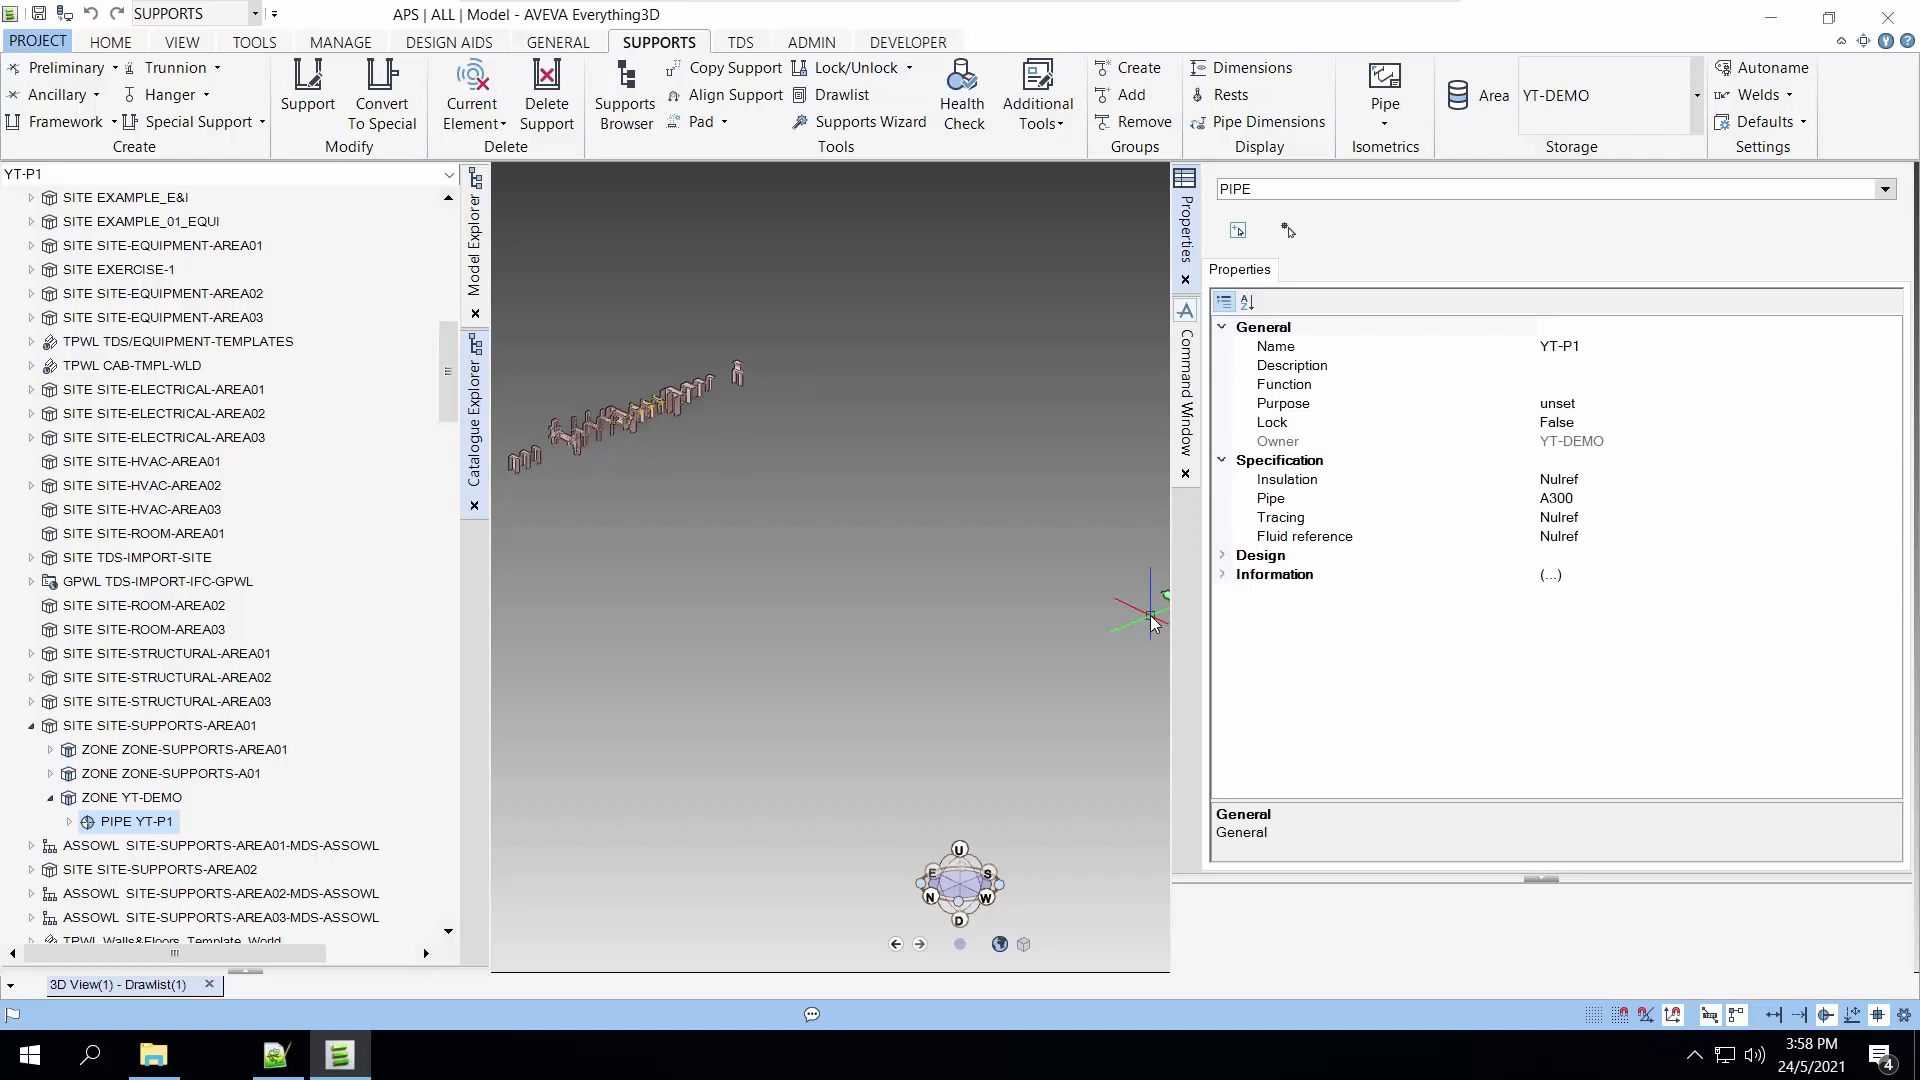 SUPPORTS
APS | ALL | Model - AVEVA Everything3D
PROJECT HOME VIEW TOOLS MANAGE DESIGN AIDS GENERAL SUPPORTS TDS ADMIN DEVELOPER
Preliminary Trunnion
Ancillary Hanger
Framework Special Support
Create
Support
Convert To Special
Modify
Current Element
Delete Support
Delete
Supports Browser
Copy Support Lock/Unlock
Align Support Drawlist
Pad Supports Wizard
Health Check
Additional Tools
Tools
Create
Add
Remove
Groups
Dimensions
Rests
Pipe Dimensions
Display
Pipe
Isometrics
Area YT-DEMO
Storage
Autoname
Welds
Defaults
Settings
YT-P1
SITE EXAMPLE_E&I
SITE EXAMPLE_01_EQUI
SITE SITE-EQUIPMENT-AREA01
SITE EXERCISE-1
SITE SITE-EQUIPMENT-AREA02
SITE SITE-EQUIPMENT-AREA03
TPWL TDS/EQUIPMENT-TEMPLATES
TPWL CAB-TMPL-WLD
SITE SITE-ELECTRICAL-AREA01
SITE SITE-ELECTRICAL-AREA02
SITE SITE-ELECTRICAL-AREA03
SITE SITE-HVAC-AREA01
SITE SITE-HVAC-AREA02
SITE SITE-HVAC-AREA03
SITE SITE-ROOM-AREA01
SITE TDS-IMPORT-SITE
GPWL TDS-IMPORT-IFC-GPWL
SITE SITE-ROOM-AREA02
SITE SITE-ROOM-AREA03
SITE SITE-STRUCTURAL-AREA01
SITE SITE-STRUCTURAL-AREA02
SITE SITE-STRUCTURAL-AREA03
SITE SITE-SUPPORTS-AREA01
ZONE ZONE-SUPPORTS-AREA01
ZONE ZONE-SUPPORTS-A01
ZONE YT-DEMO
PIPE YT-P1
ASSOWL SITE-SUPPORTS-AREA01-MDS-ASSOWL
SITE SITE-SUPPORTS-AREA02
ASSOWL SITE-SUPPORTS-AREA02-MDS-ASSOWL
ASSOWL SITE-SUPPORTS-AREA03-MDS-ASSOWL
TPWL Walls&Floors_Template_World
Model Explorer
Catalogue Explorer
U
E S
N W
D
Properties
Command Window
PIPE
Properties
General
Name YT-P1
Description
Function
Purpose unset
Lock False
Owner YT-DEMO
Specification
Insulation Nulref
Pipe A300
Tracing Nulref
Fluid reference Nulref
Design
Information (...)
General
General
3D View(1) - Drawlist(1)
3:58 PM
24/5/2021
4